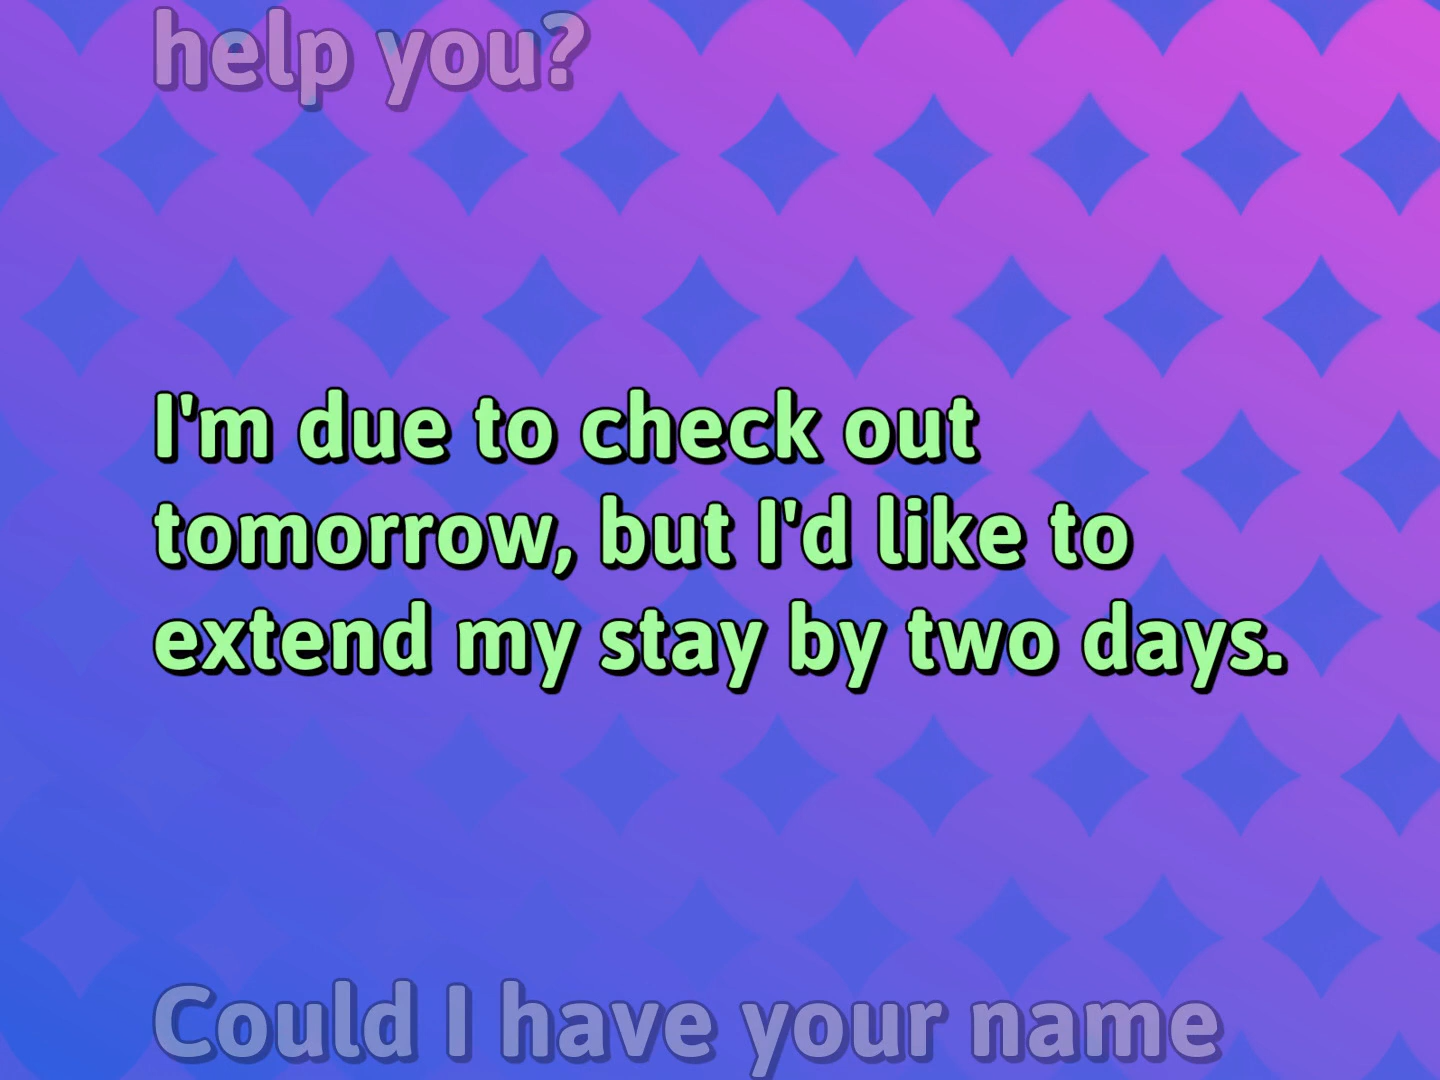 help you?
I'm due to check out
tomorrow, but I'd like to
extend my stay by two days.
Could I have your name